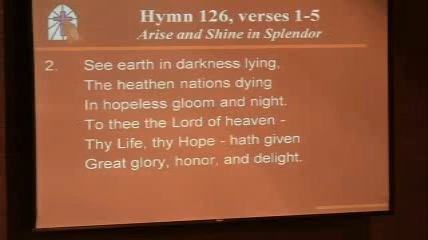 Hymn 126, verses 1-5
Arise and Shine in Splendor
2. See earth in darkness lying,
The heathen nations dying
In hopeless gloom and night.
To thee the Lord of heaven -
Thy Life, thy Hope - hath given
Great glory, honor, and delight.